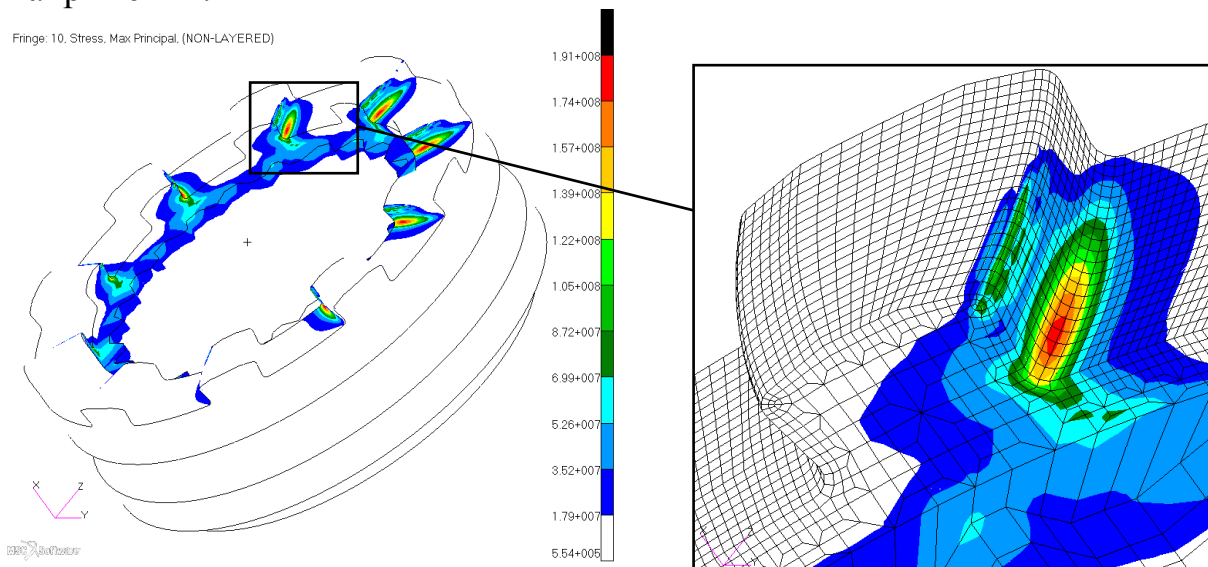 Fringe: 10, Stress, Max Principal, (NON-LAYERED)
1.91+008
1.74+008
1.57+008
1.39+008
1.22+008
1.05+008
8.72+007
6.99+007
5.26+007
3.52+007
1.79+007
5.54+005
X
Z
Y
MSC Software